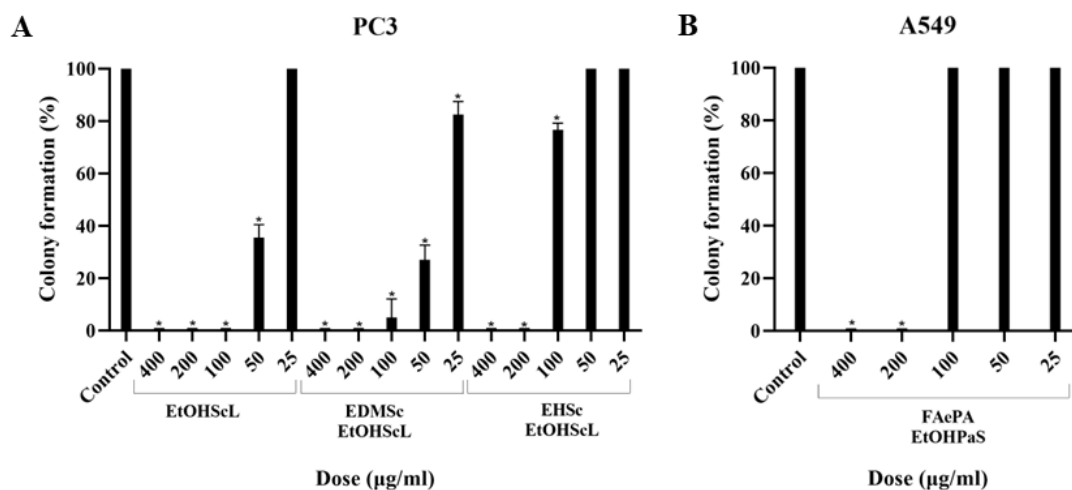 A
PC3
Colony formation (%)
100
80
60
40
20
0
* * * * * * * * * * * *
Control 400 200 100 50 25 400 200 100 50 25 400 200 100 50 25
EtOHScL
EDMSc
EtOHScL
EHSc
EtOHScL
Dose (µg/ml)
B
A549
Colony formation (%)
100
80
60
40
20
0
* *
Control 400 200 100 50 25
FAePA
EtOHPaS
Dose (µg/ml)